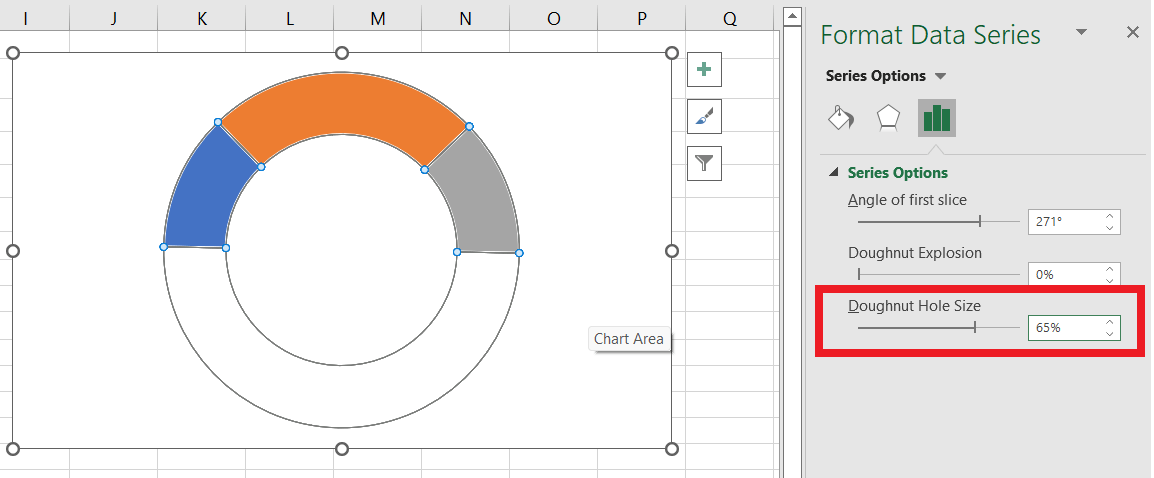 I J K L M N O P Q
Format Data Series
Series Options
Series Options
Angle of first slice
271°
Doughnut Explosion
0%
Doughnut Hole Size
65%
Chart Area